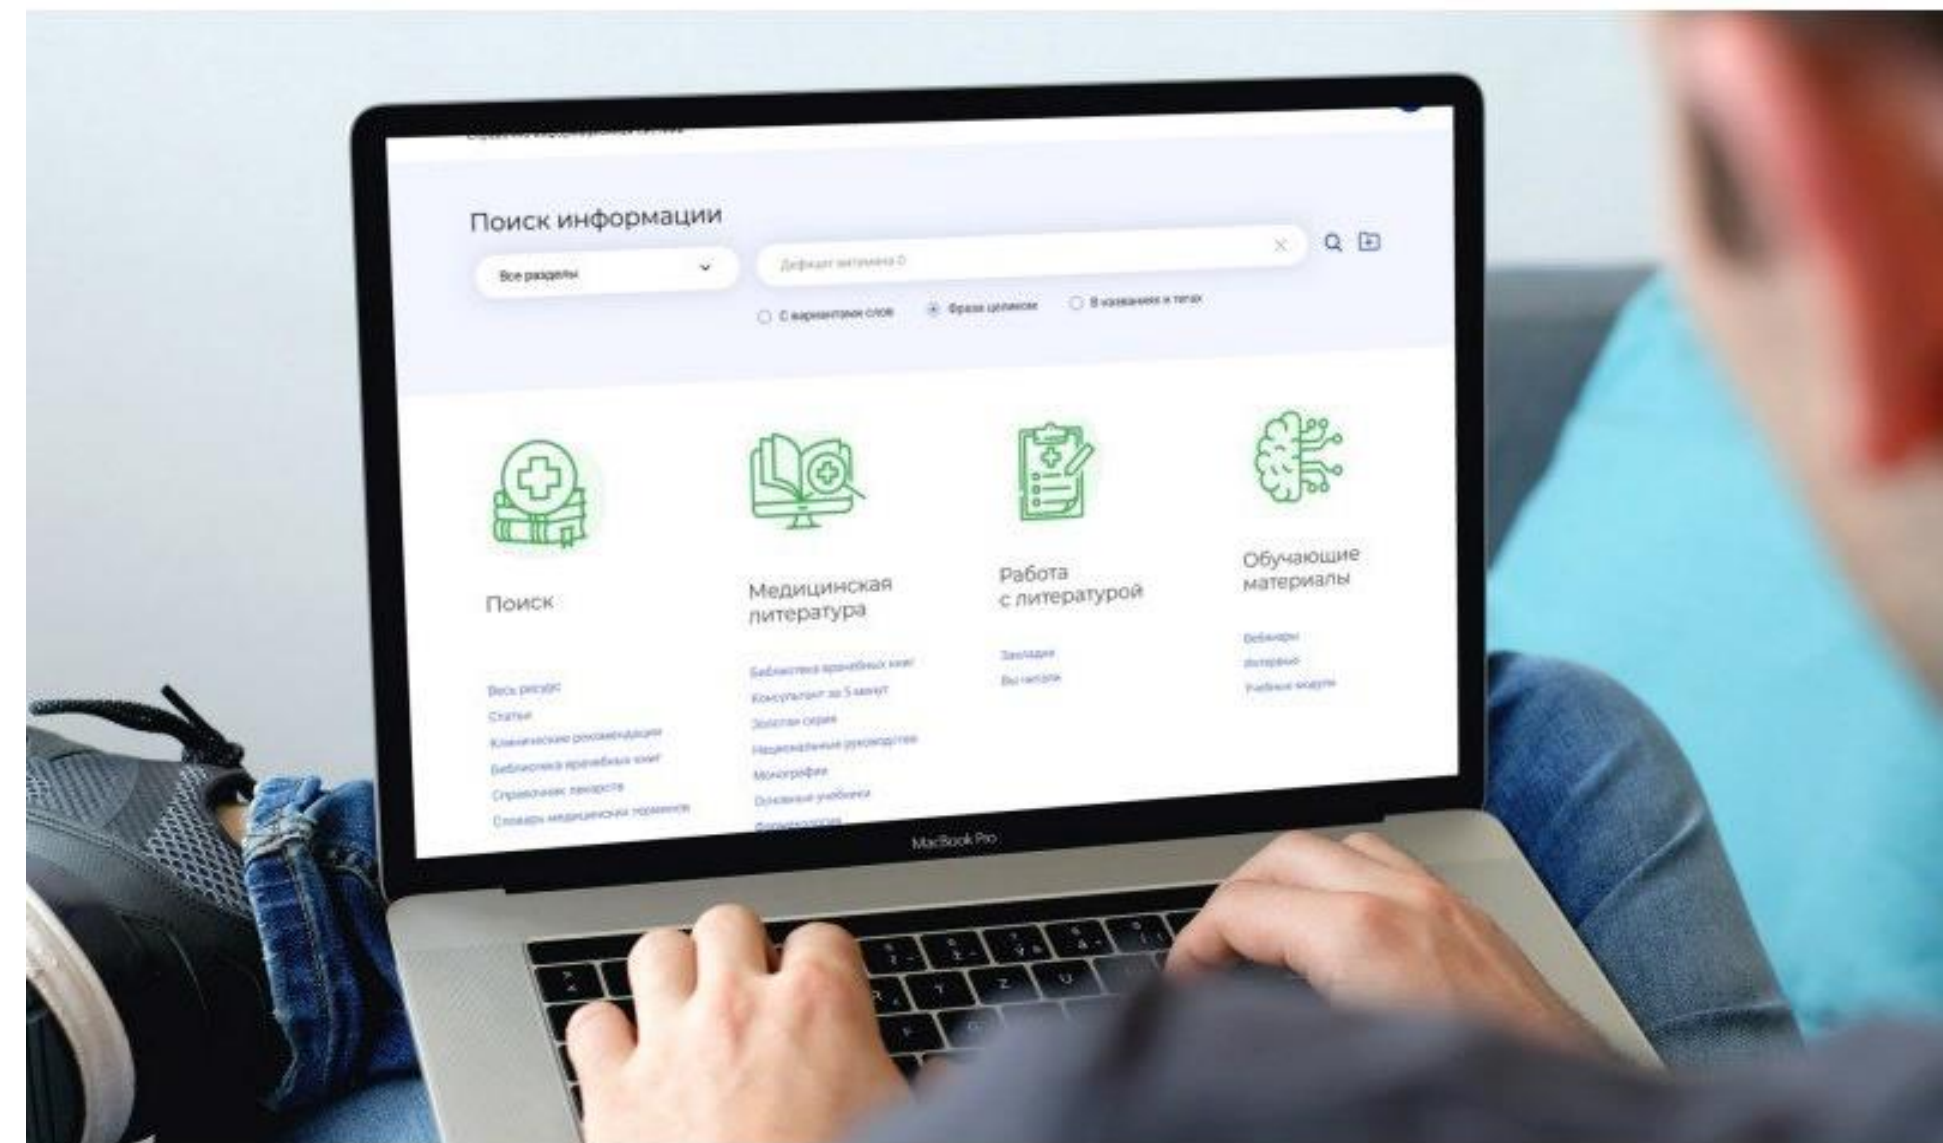 Поиск информации
Все разделы
Дефицит витамина D
С вариантами слов
Фраза целиком
В названиях и тегах
Поиск
Весь ресурс
Статьи
Клинические рекомендации
Библиотека врачебных книг
Справочник лекарств
Словарь медицинских терминов
Медицинская
литература
Библиотека врачебных книг
Консультант за 5 минут
Золотая серия
Национальные руководства
Монографии
Основные учебники
Работа
с литературой
Закладки
Вы читали
Обучающие
материалы
Вебинары
Интервью
Учебные модули
MacBook Pro